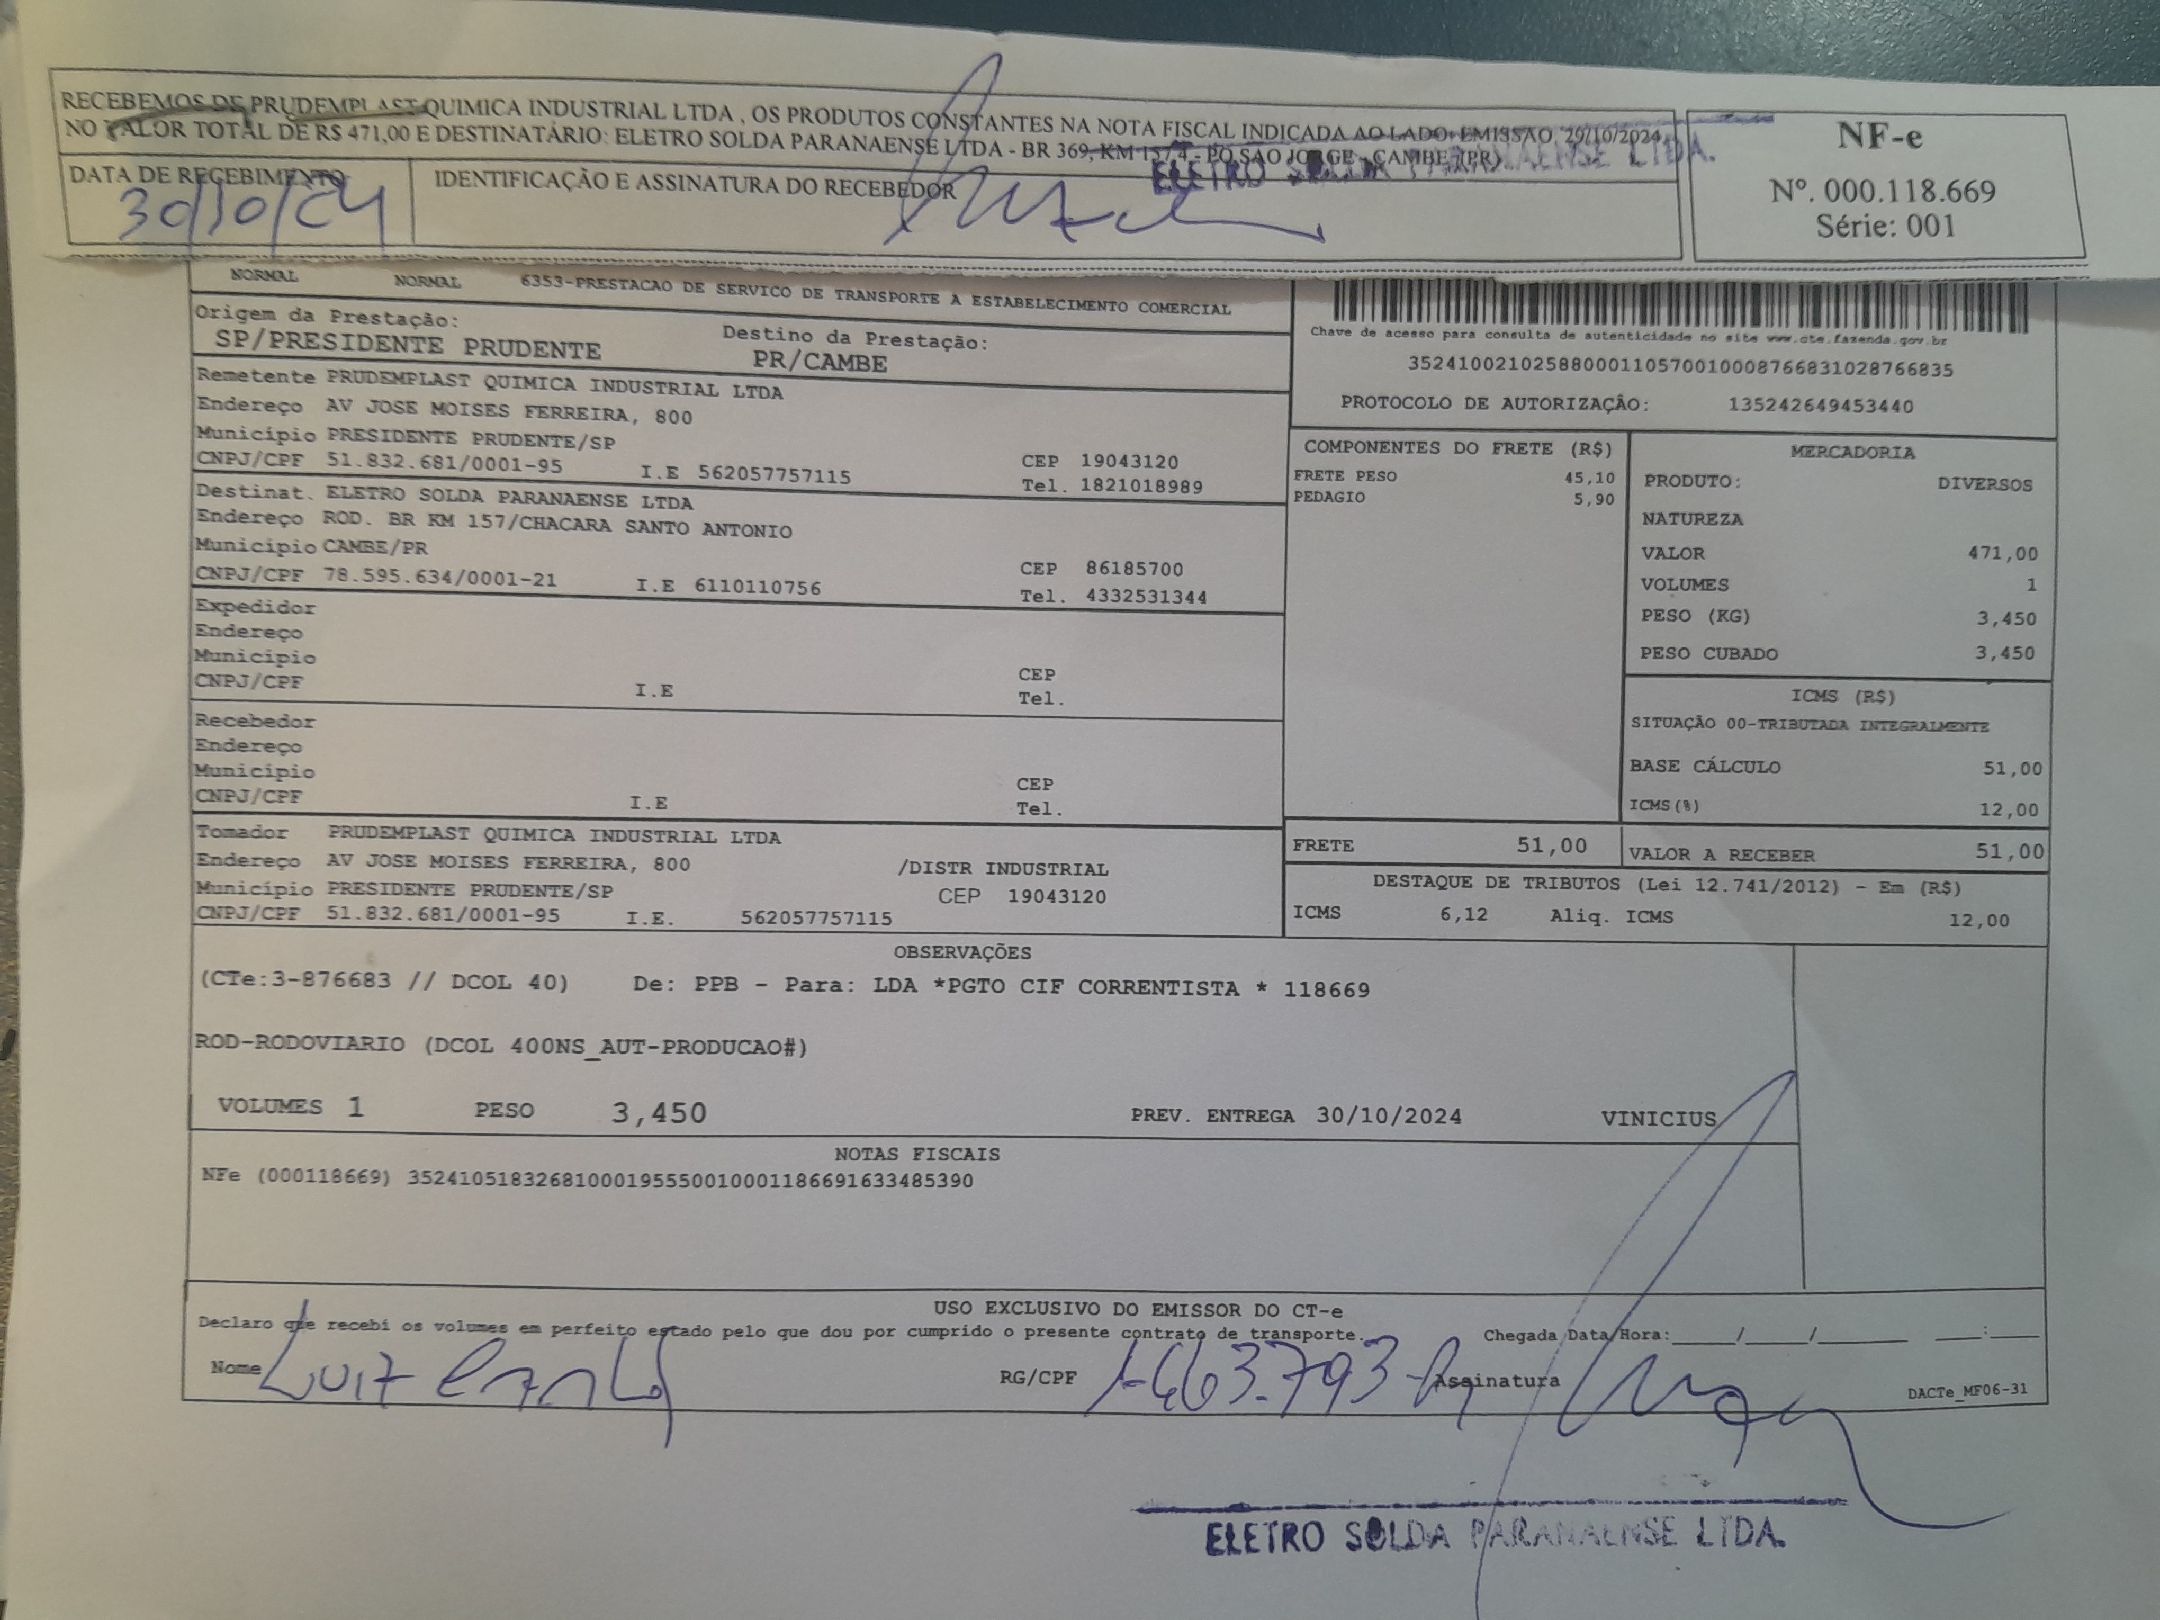 RECEBEMOS DE PRUDEMPLAST QUIMICA INDUSTRIAL LTDA , OS PRODUTOS CONSTANTES NA NOTA FISCAL INDICADA AO LADO. EMISSAO. 29/10/2024
NO VALOR TOTAL DE R$ 471,00 E DESTINATÁRIO: ELETRO SOLDA PARANAENSE LTDA - BR 369, KM 157,4 - PQ SAO JORGE - CAMBE (PR)
ELETRO SOLDA PARANAENSE LTDA.
DATA DE RECEBIMENTO
30/10/24
IDENTIFICAÇÃO E ASSINATURA DO RECEBEDOR
NF-e
Nº. 000.118.669
Série: 001
NORMAL NORMAL 6353-PRESTACAO DE SERVICO DE TRANSPORTE A ESTABELECIMENTO COMERCIAL
Origem da Prestação: Destino da Prestação:
SP/PRESIDENTE PRUDENTE PR/CAMBE
Chave de acesso para consulta de autenticidade no site www.cte.fazenda.gov.br
35241002102588000110570010008766831028766835
PROTOCOLO DE AUTORIZAÇÂO: 135242649453440
Remetente PRUDEMPLAST QUIMICA INDUSTRIAL LTDA
Endereço AV JOSE MOISES FERREIRA, 800
Município PRESIDENTE PRUDENTE/SP CEP 19043120
CNPJ/CPF 51.832.681/0001-95 I.E 562057757115 Tel. 1821018989
Destinat. ELETRO SOLDA PARANAENSE LTDA
Endereço ROD. BR KM 157/CHACARA SANTO ANTONIO
Município CAMBE/PR CEP 86185700
CNPJ/CPF 78.595.634/0001-21 I.E 6110110756 Tel. 4332531344
Expedidor
Endereço
Município CEP
CNPJ/CPF I.E Tel.
Recebedor
Endereço
Município CEP
CNPJ/CPF I.E Tel.
Tomador PRUDEMPLAST QUIMICA INDUSTRIAL LTDA
Endereço AV JOSE MOISES FERREIRA, 800 /DISTR INDUSTRIAL
Município PRESIDENTE PRUDENTE/SP CEP 19043120
CNPJ/CPF 51.832.681/0001-95 I.E. 562057757115
COMPONENTES DO FRETE (R$)
FRETE PESO 45,10
PEDAGIO 5,90
MERCADORIA
PRODUTO: DIVERSOS
NATUREZA
VALOR 471,00
VOLUMES 1
PESO (KG) 3,450
PESO CUBADO 3,450
ICMS (R$)
SITUAÇÃO 00-TRIBUTADA INTEGRALMENTE
BASE CÁLCULO 51,00
ICMS(%) 12,00
FRETE 51,00 VALOR A RECEBER 51,00
DESTAQUE DE TRIBUTOS (Lei 12.741/2012) - Em (R$)
ICMS 6,12 Aliq. ICMS 12,00
OBSERVAÇÕES
(CTe:3-876683 // DCOL 40) De: PPB - Para: LDA *PGTO CIF CORRENTISTA * 118669
ROD-RODOVIARIO (DCOL 400NS_AUT-PRODUCAO#)
VOLUMES 1 PESO 3,450 PREV. ENTREGA 30/10/2024 VINICIUS
NOTAS FISCAIS
NFe (000118669) 35241051832681000195550010001186691633485390
USO EXCLUSIVO DO EMISSOR DO CT-e
Declaro que recebi os volumes em perfeito estado pelo que dou por cumprido o presente contrato de transporte. Chegada Data/Hora: ____/____/______ ___:___
Nome Luiz RG/CPF Assinatura
DACTe_MF06-31
ELETRO SOLDA PARANAENSE LTDA.